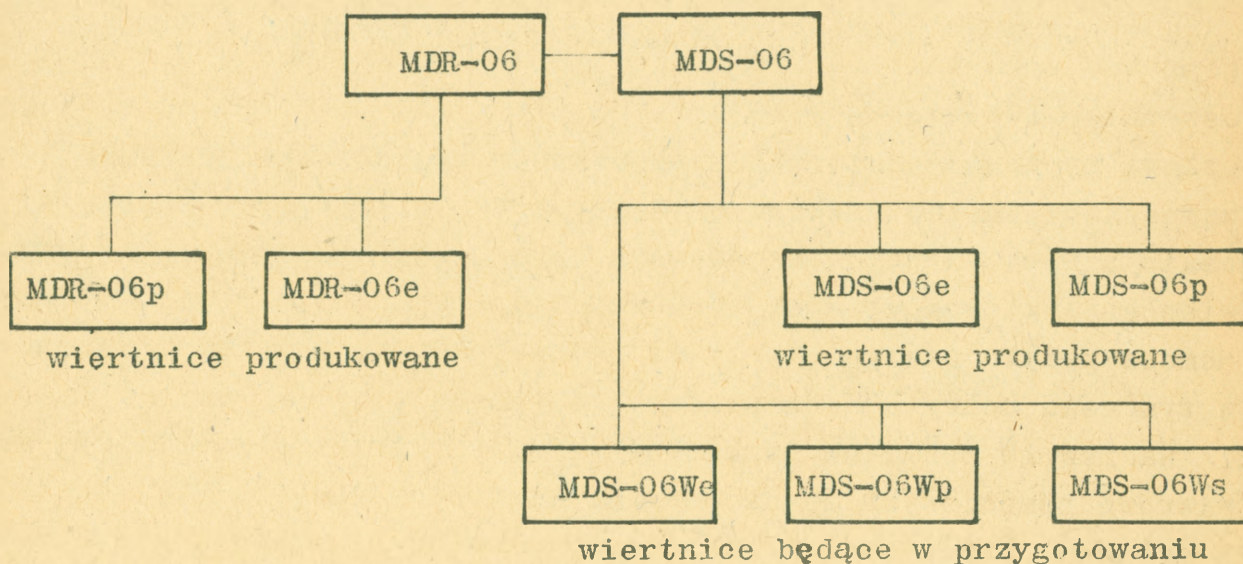 MDR-06 MDS-06
MDR-06p MDR-06e MDS-06e MDS-06p
wiertnice produkowane wiertnice produkowane
MDS-06We MDS-06Wp MDS-06Ws
wiertnice będące w przygotowaniu